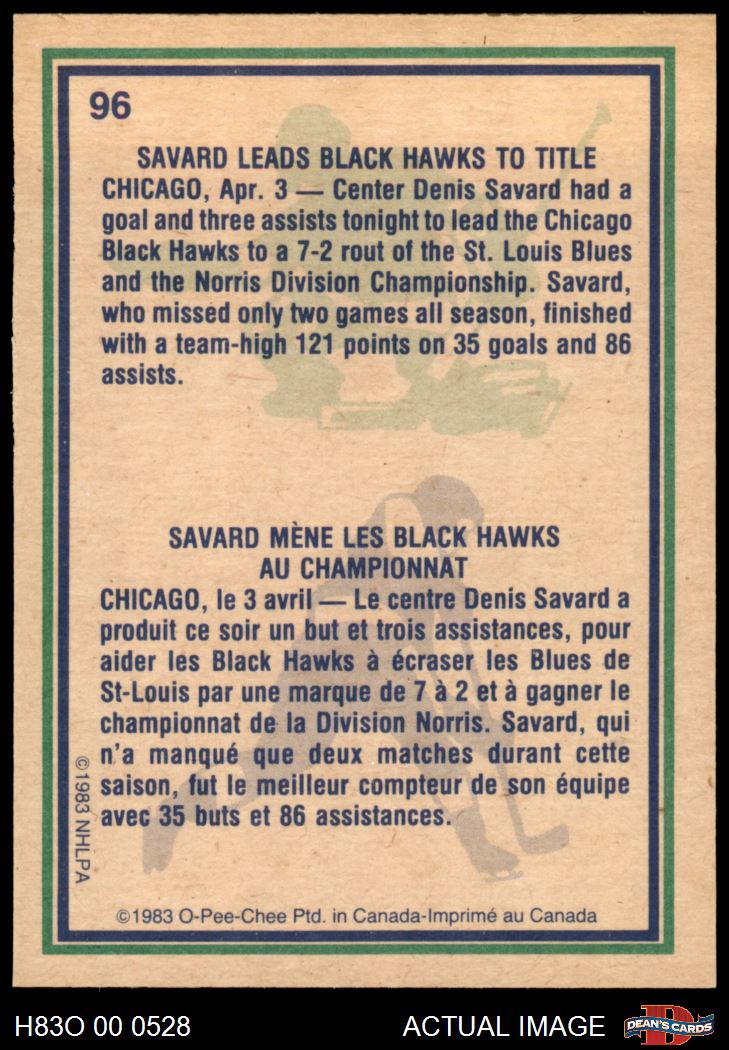 96
SAVARD LEADS BLACK HAWKS TO TITLE
CHICAGO, Apr. 3 — Center Denis Savard had a
goal and three assists tonight to lead the Chicago
Black Hawks to a 7-2 rout of the St. Louis Blues
and the Norris Division Championship. Savard,
who missed only two games all season, finished
with a team-high 121 points on 35 goals and 86
assists.
SAVARD MÈNE LES BLACK HAWKS
AU CHAMPIONNAT
CHICAGO, le 3 avril — Le centre Denis Savard a
produit ce soir un but et trois assistances, pour
aider les Black Hawks à écraser les Blues de
St-Louis par une marque de 7 à 2 et à gagner le
championnat de la Division Norris. Savard, qui
n'a manqué que deux matches durant cette
saison, fut le meilleur compteur de son équipe
avec 35 buts et 86 assistances.
©1983 NHLPA
©1983 O-Pee-Chee Ptd. in Canada-Imprimé au Canada
H83O 00 0528
ACTUAL IMAGE
D
DEAN'S CARDS